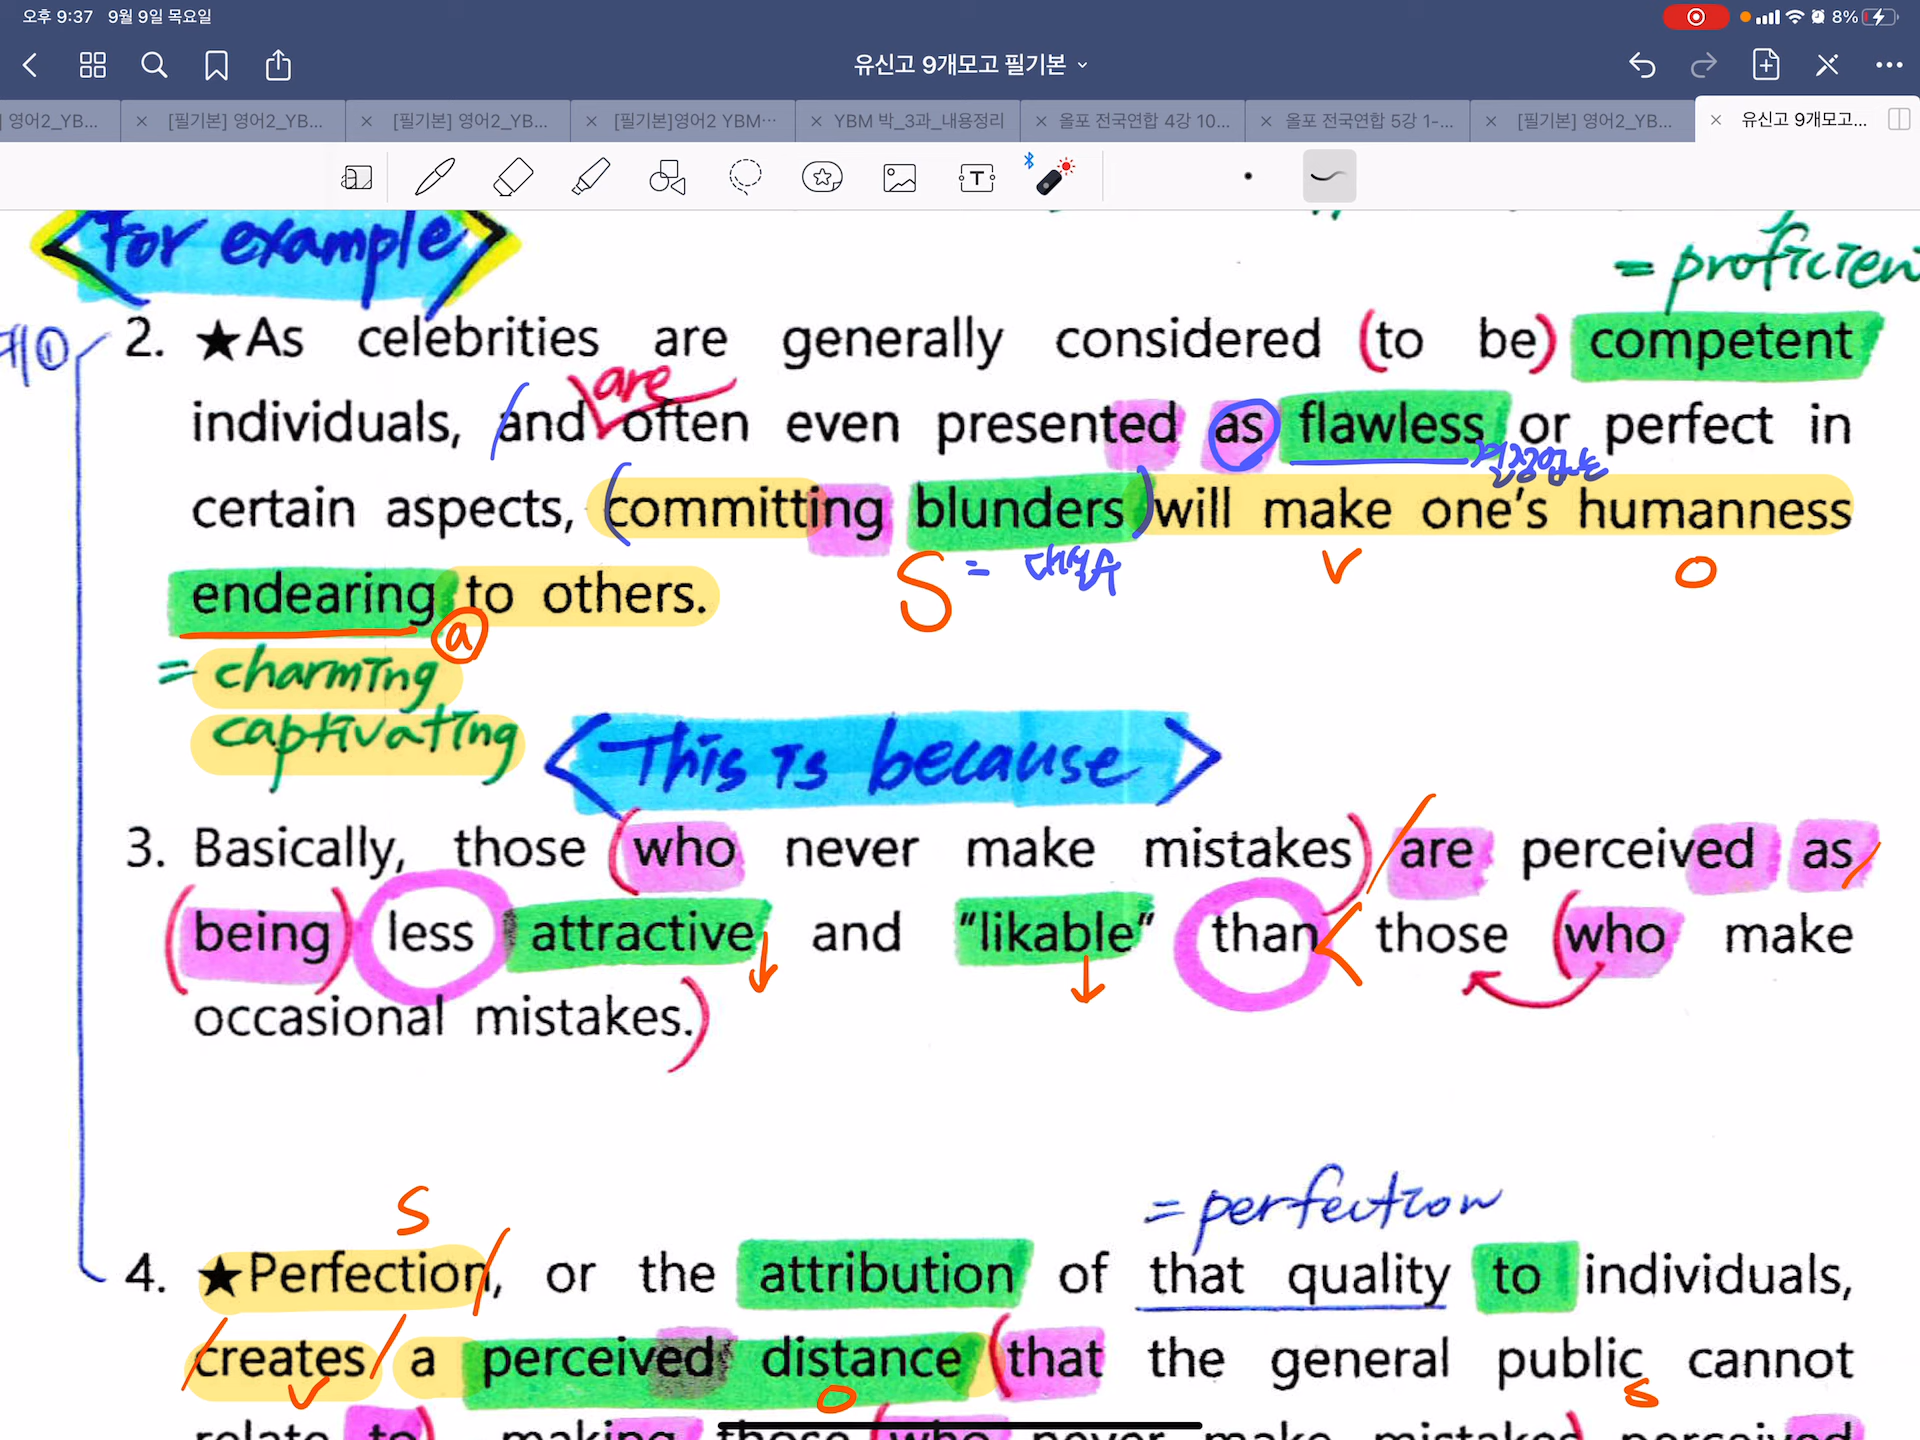 오후 9:37 9월 9일 목요일
8%
유신고 9개모고 필기본
영어2_YB...
[필기본] 영어2_YB...
[필기본] 영어2_YB...
[필기본]영어2 YBM...
YBM 박_3과_내용정리
올포 전국연합 4강 10...
올포 전국연합 5강 1-...
[필기본] 영어2_YB...
유신고 9개모고...
For example
= proficien
2. ★As celebrities are generally considered (to be) competent
are
individuals, and often even presented as flawless or perfect in
결점없는
certain aspects, (committing blunders) will make one's humanness
S = 대실수 V O
endearing to others.
a
= charming
captivating
<This is because>
3. Basically, those (who never make mistakes) are perceived as
(being) less attractive and "likable" than those (who make
occasional mistakes.)
S
= perfection
4. ★Perfection, or the attribution of that quality to individuals,
creates a perceived distance (that the general public cannot
V O S
relate to), making those (who never make mistakes) perceived